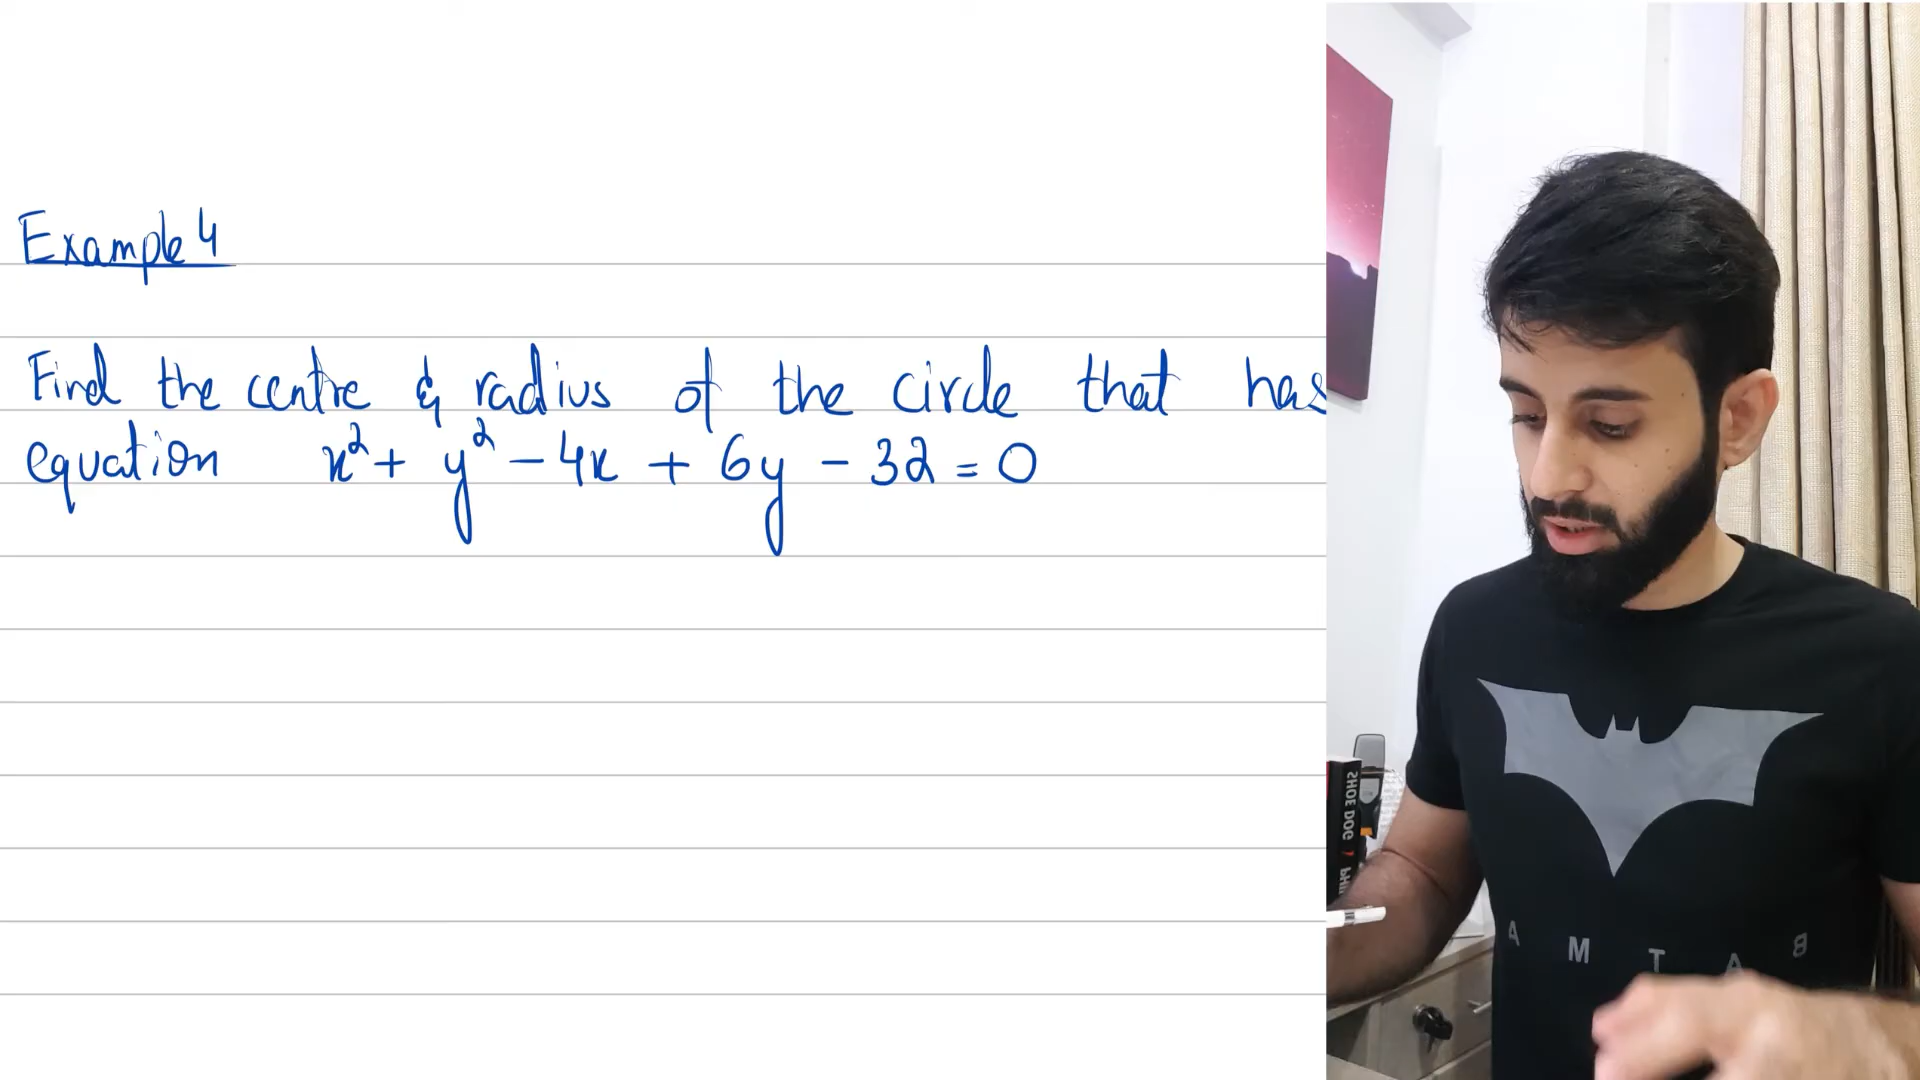 Example 4
Find the centre & radius of the circle that has
equation x² + y² - 4x + 6y - 32 = 0
SHOE DOG
BATMA